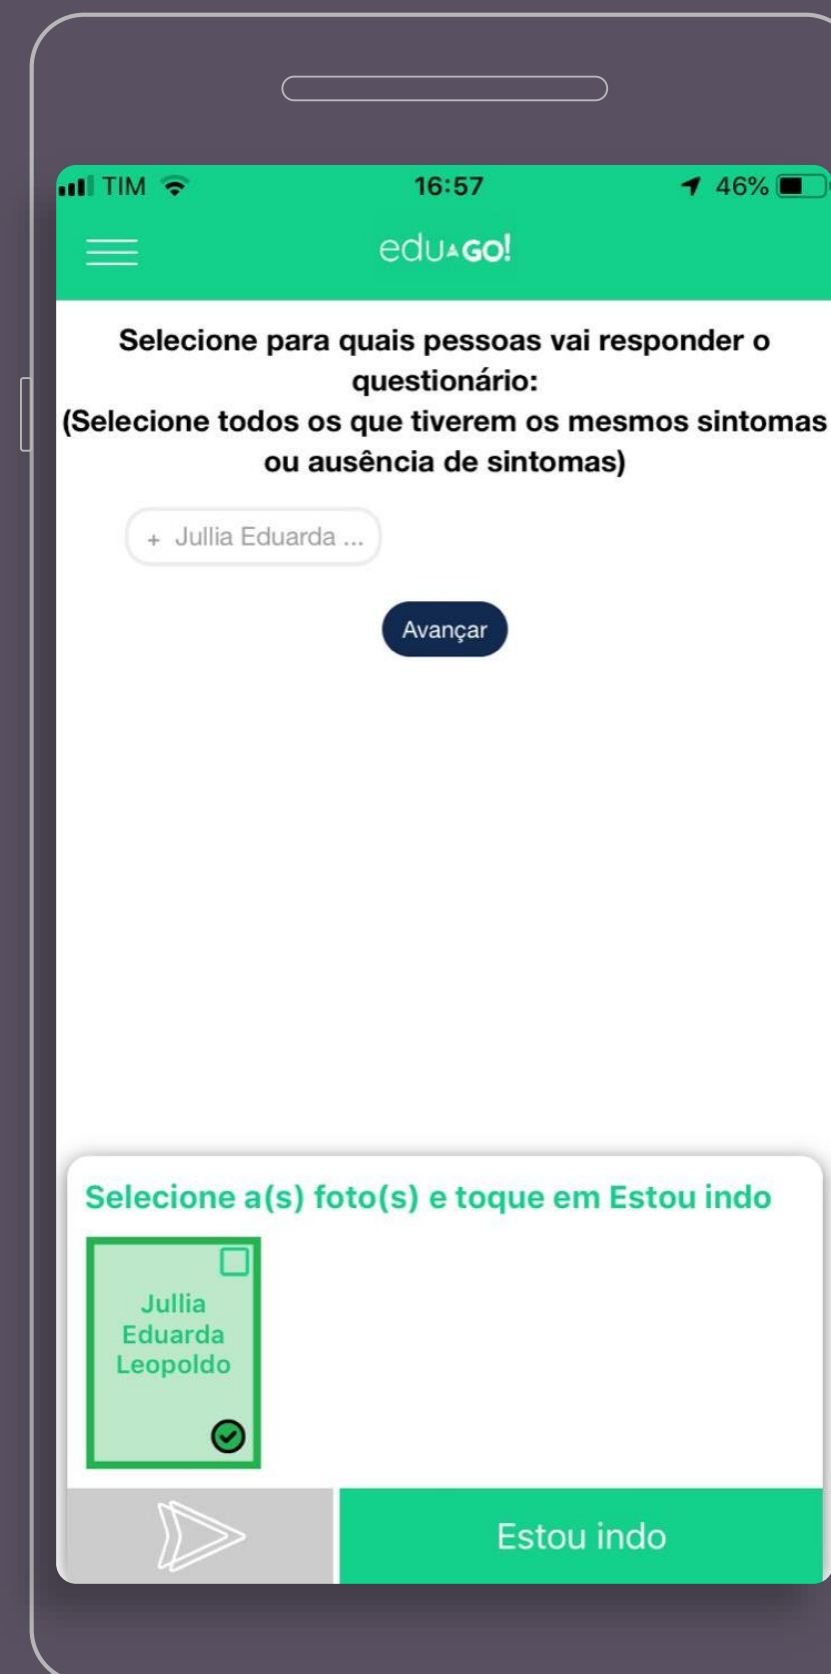 TIM 16:57 46%
eduGO!
Selecione para quais pessoas vai responder o
questionário:
(Selecione todos os que tiverem os mesmos sintomas
ou ausência de sintomas)
+ Jullia Eduarda ...
Avançar
Selecione a(s) foto(s) e toque em Estou indo
Jullia
Eduarda
Leopoldo
Estou indo